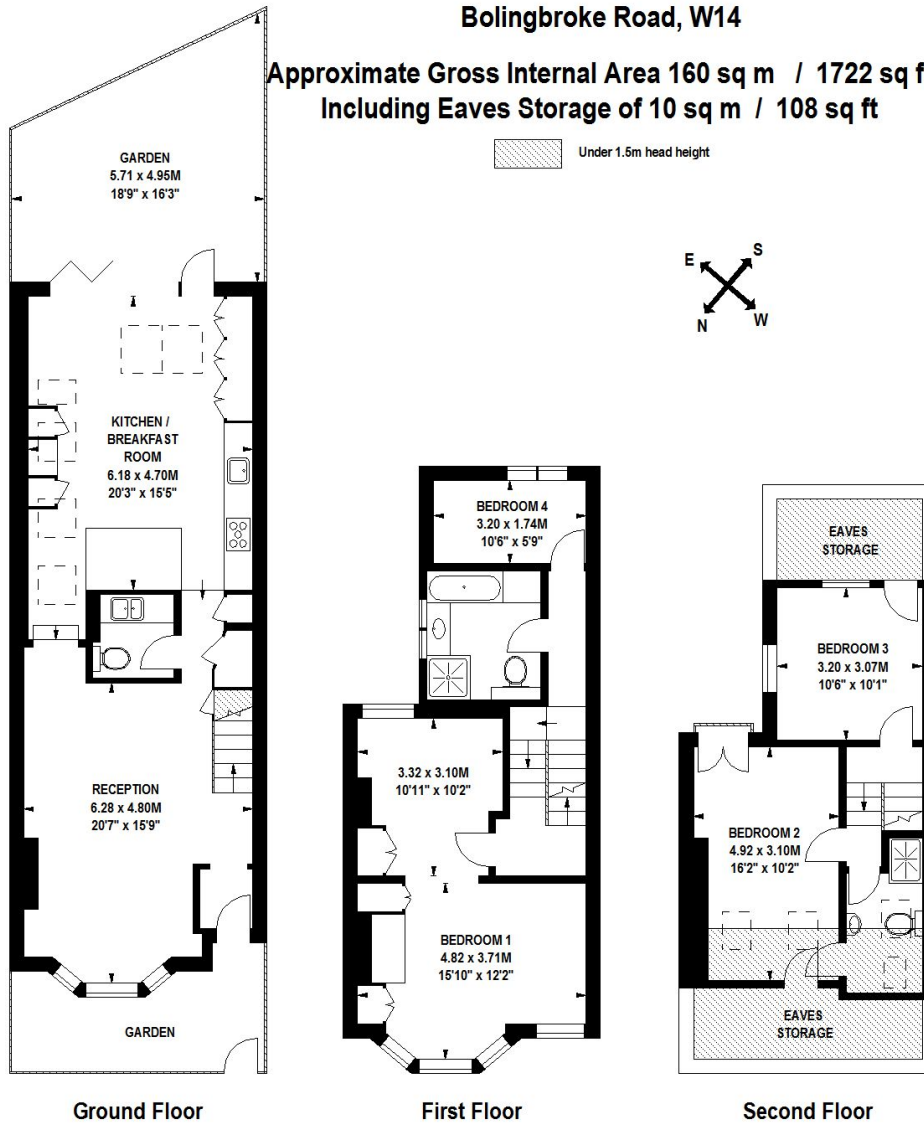 Bolingbroke Road, W14
Approximate Gross Internal Area 160 sq m / 1722 sq f
Including Eaves Storage of 10 sq m / 108 sq ft
Under 1.5m head height
GARDEN
5.71 x 4.95M
18'9" x 16'3"
E
S
N
W
KITCHEN /
BREAKFAST
ROOM
6.18 x 4.70M
20'3" x 15'5"
RECEPTION
6.28 x 4.80M
20'7" x 15'9"
GARDEN
Ground Floor
BEDROOM 4
3.20 x 1.74M
10'6" x 5'9"
3.32 x 3.10M
10'11" x 10'2"
BEDROOM 1
4.82 x 3.71M
15'10" x 12'2"
First Floor
EAVES
STORAGE
BEDROOM 3
3.20 x 3.07M
10'6" x 10'1"
BEDROOM 2
4.92 x 3.10M
16'2" x 10'2"
EAVES
STORAGE
Second Floor